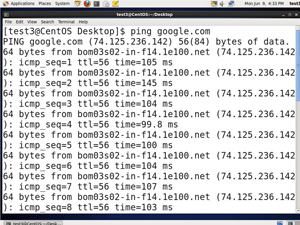 Applications Places System
Mon Jun 9, 4:33 PM test3
test3@CentOS:~/Desktop
File Edit View Search Terminal Help
[test3@CentOS Desktop]$ ping google.com
PING google.com (74.125.236.142) 56(84) bytes of data.
64 bytes from bom03s02-in-f14.1e100.net (74.125.236.142
): icmp_seq=1 ttl=56 time=105 ms
64 bytes from bom03s02-in-f14.1e100.net (74.125.236.142
): icmp_seq=2 ttl=56 time=145 ms
64 bytes from bom03s02-in-f14.1e100.net (74.125.236.142
): icmp_seq=3 ttl=56 time=104 ms
64 bytes from bom03s02-in-f14.1e100.net (74.125.236.142
): icmp_seq=4 ttl=56 time=99.8 ms
64 bytes from bom03s02-in-f14.1e100.net (74.125.236.142
): icmp_seq=5 ttl=56 time=100 ms
64 bytes from bom03s02-in-f14.1e100.net (74.125.236.142
): icmp_seq=6 ttl=56 time=104 ms
64 bytes from bom03s02-in-f14.1e100.net (74.125.236.142
): icmp_seq=7 ttl=56 time=107 ms
64 bytes from bom03s02-in-f14.1e100.net (74.125.236.142
): icmp_seq=8 ttl=56 time=103 ms
test3@CentOS:~/Desk...